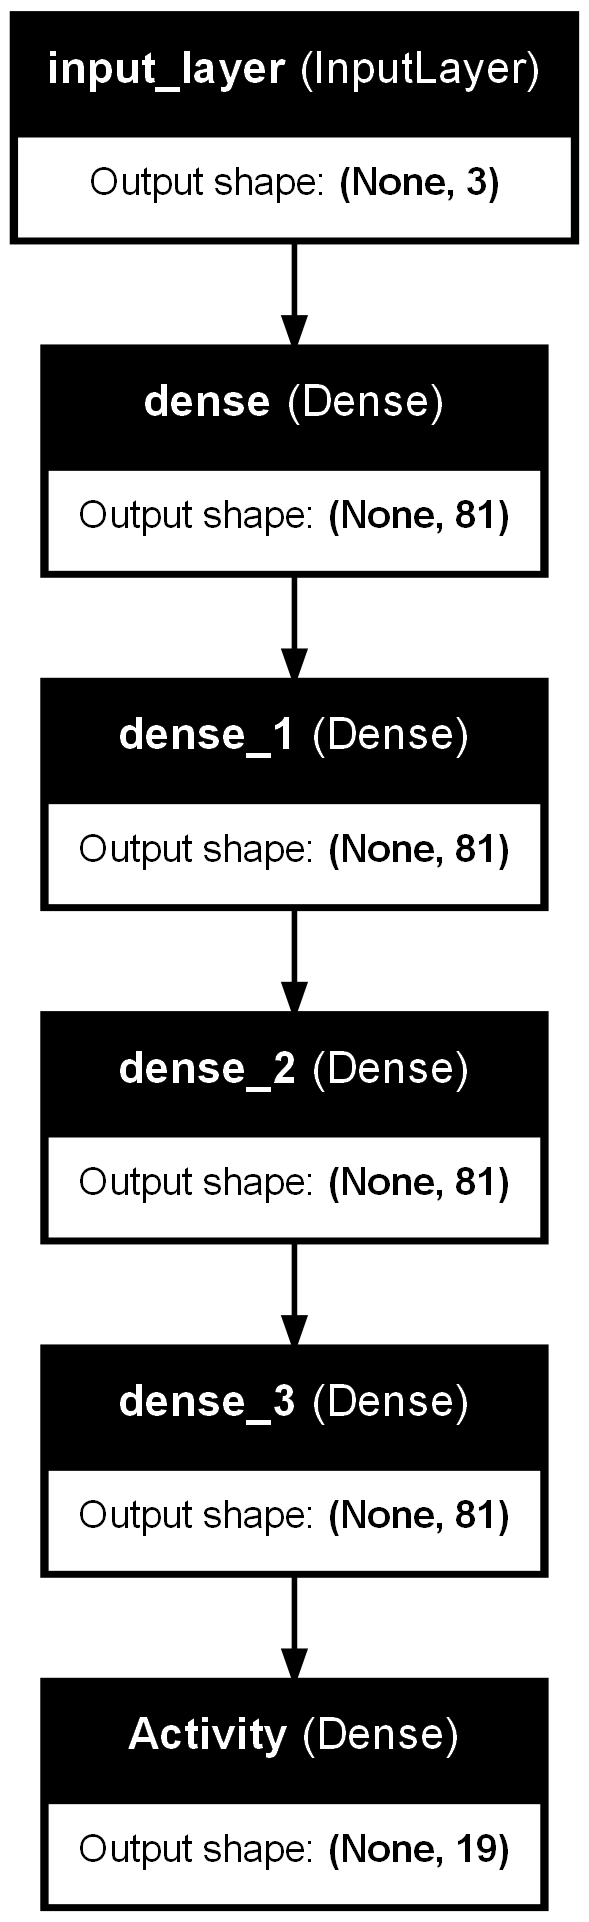 input_layer (InputLayer)
Output shape: (None, 3)
dense (Dense)
Output shape: (None, 81)
dense_1 (Dense)
Output shape: (None, 81)
dense_2 (Dense)
Output shape: (None, 81)
dense_3 (Dense)
Output shape: (None, 81)
Activity (Dense)
Output shape: (None, 19)